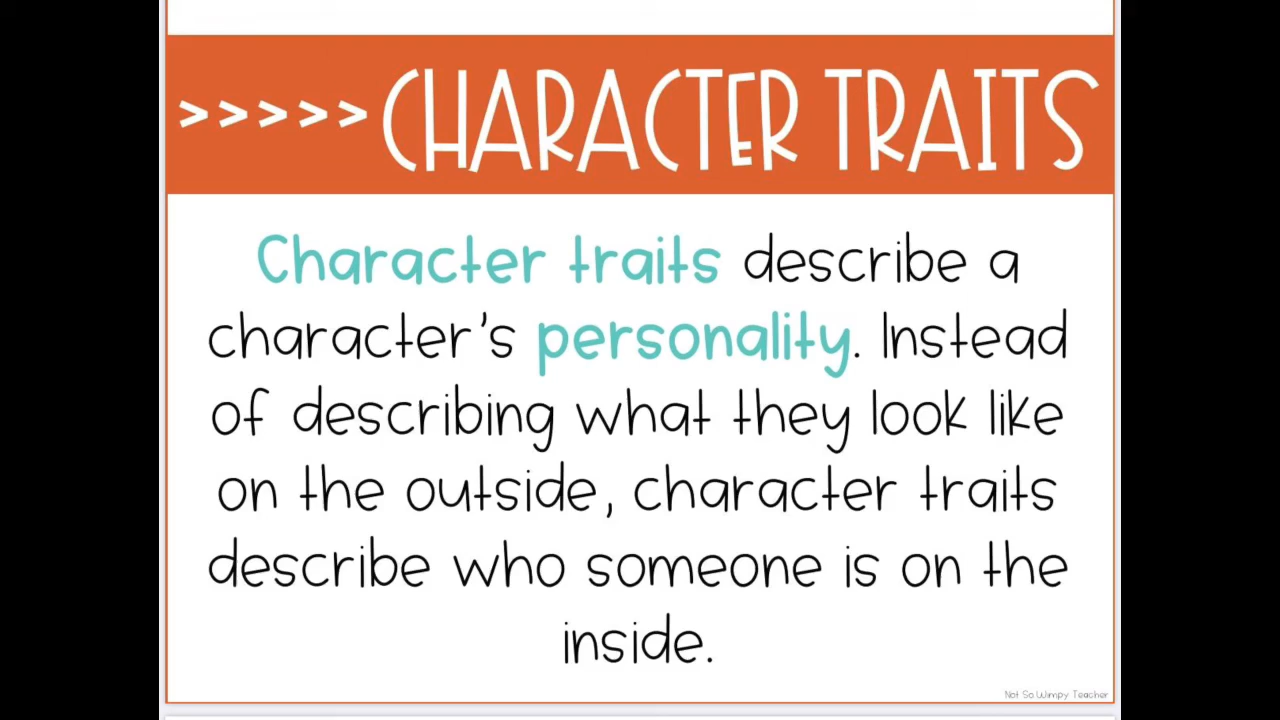 >>>>> CHARACTER TRAITS
Character traits describe a
character's personality. Instead
of describing what they look like
on the outside, character traits
describe who someone is on the
inside.
Not So Wimpy Teacher